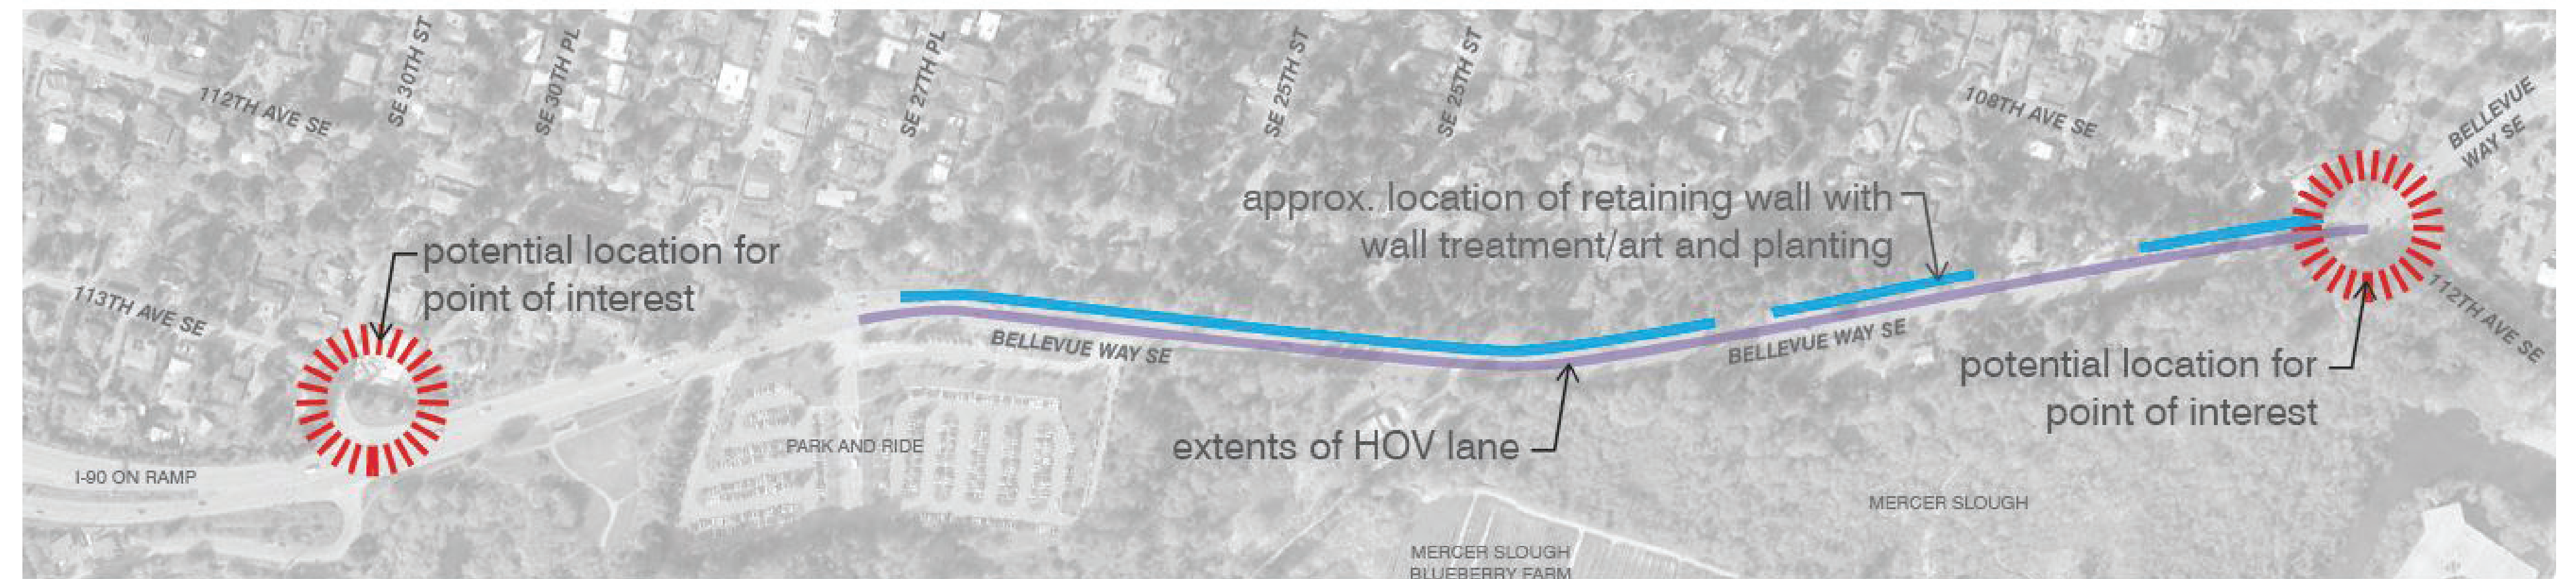 SE 30TH ST
SE 30TH PL
SE 27TH PL
SE 25TH ST
SE 25TH ST
112TH AVE SE
108TH AVE SE
BELLEVUE
WAY SE
approx. location of retaining wall with
wall treatment/art and planting
potential location for
point of interest
113TH AVE SE
112TH AVE SE
BELLEVUE WAY SE
BELLEVUE WAY SE
potential location for
point of interest
extents of HOV lane
PARK AND RIDE
I-90 ON RAMP
MERCER SLOUGH
MERCER SLOUGH
BLUEBERRY FARM